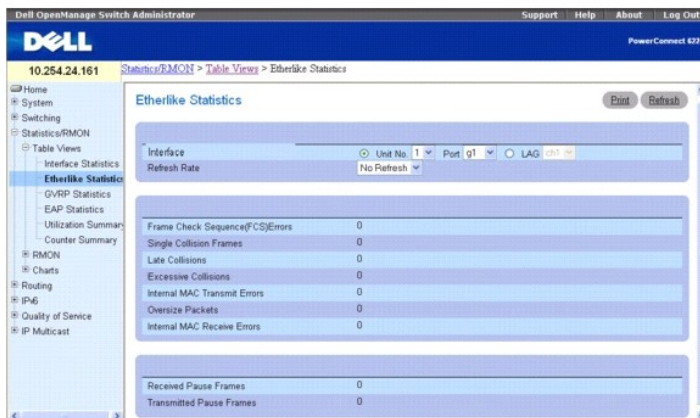 Dell OpenManage Switch Administrator
Support Help About Log Out
DELL
PowerConnect
10.254.24.161
Statistics/RMON > Table Views > Etherlike Statistics
Home
System
Switching
Statistics/RMON
Table Views
Interface Statistics
Etherlike Statistics
GVRP Statistics
EAP Statistics
Utilization Summary
Counter Summary
RMON
Charts
Routing
IPv6
Quality of Service
IP Multicast
Etherlike Statistics
Print Refresh
Interface Unit No. 1 Port g1 LAG ch1
Refresh Rate No Refresh
Frame Check Sequence(FCS)Errors 0
Single Collision Frames 0
Late Collisions 0
Excessive Collisions 0
Internal MAC Transmit Errors 0
Oversize Packets 0
Internal MAC Receive Errors 0
Received Pause Frames 0
Transmitted Pause Frames 0